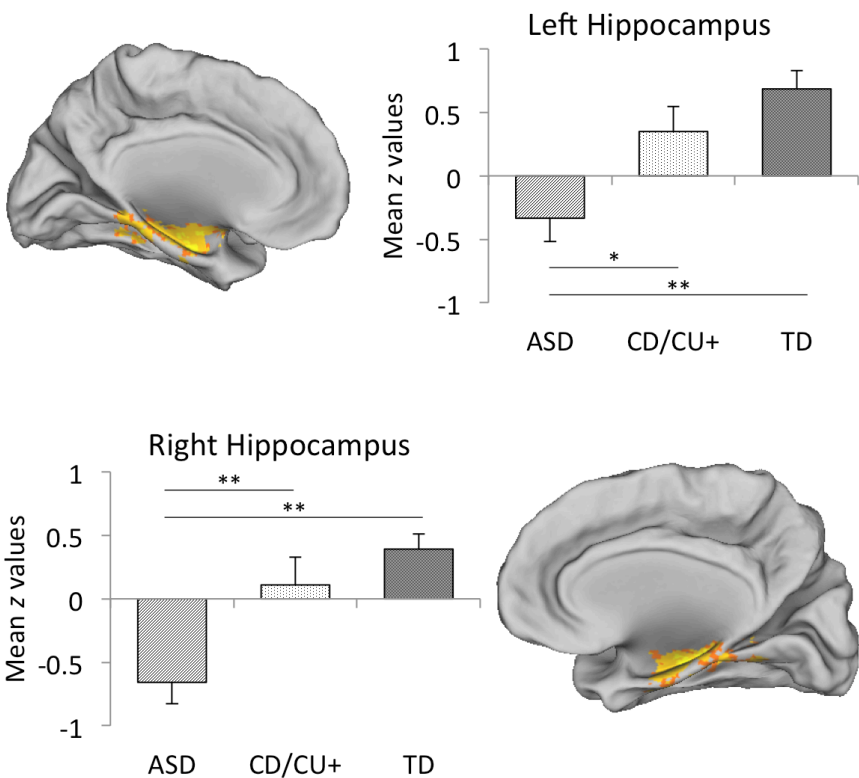 Left Hippocampus
1
0.5
0
-0.5
-1
Mean z values
*
**
ASD CD/CU+ TD
Right Hippocampus
1
0.5
0
-0.5
-1
Mean z values
**
**
ASD CD/CU+ TD